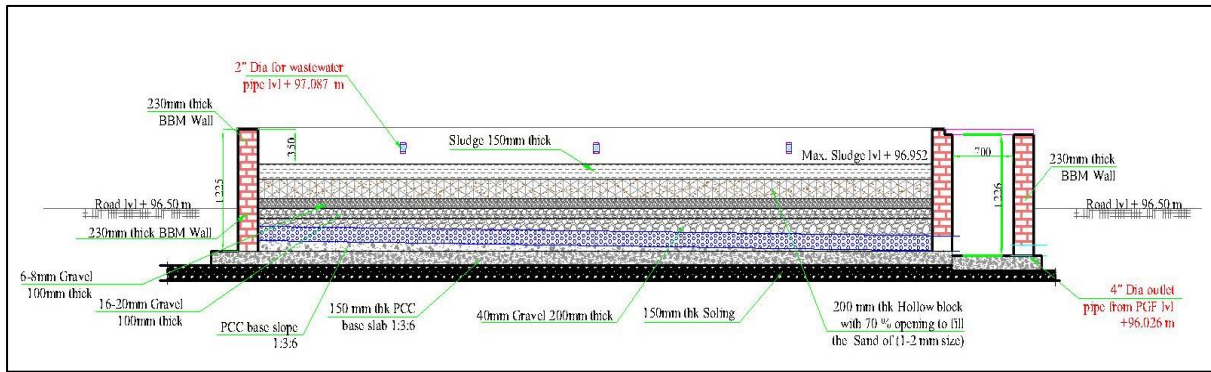 2" Dia for wastewater
pipe lvl + 97.087 m
230mm thick
BBM Wall
350
Sludge 150mm thick
Max. Sludge lvl + 96.952
700
1225
1226
230mm thick
BBM Wall
Road lvl + 96.50 m
Road lvl + 96.50 m
230mm thick BBM Wall
6-8mm Gravel
100mm thick
16-20mm Gravel
100mm thick
PCC base slope
1:3:6
150 mm thk PCC
base slab 1:3:6
40mm Gravel 200mm thick
150mm thk Soling
200 mm thk Hollow block
with 70 % opening to fill
the Sand of (1-2 mm size)
4" Dia outlet
pipe from PGF lvl
+96.026 m